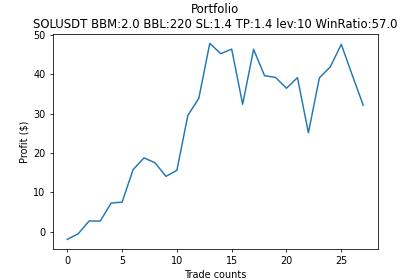 Portfolio
SOLUSDT BBM:2.0 BBL:220 SL:1.4 TP:1.4 lev:10 WinRatio:57.0
50
40
30
20
10
0
Profit ($)
0 5 10 15 20 25
Trade counts